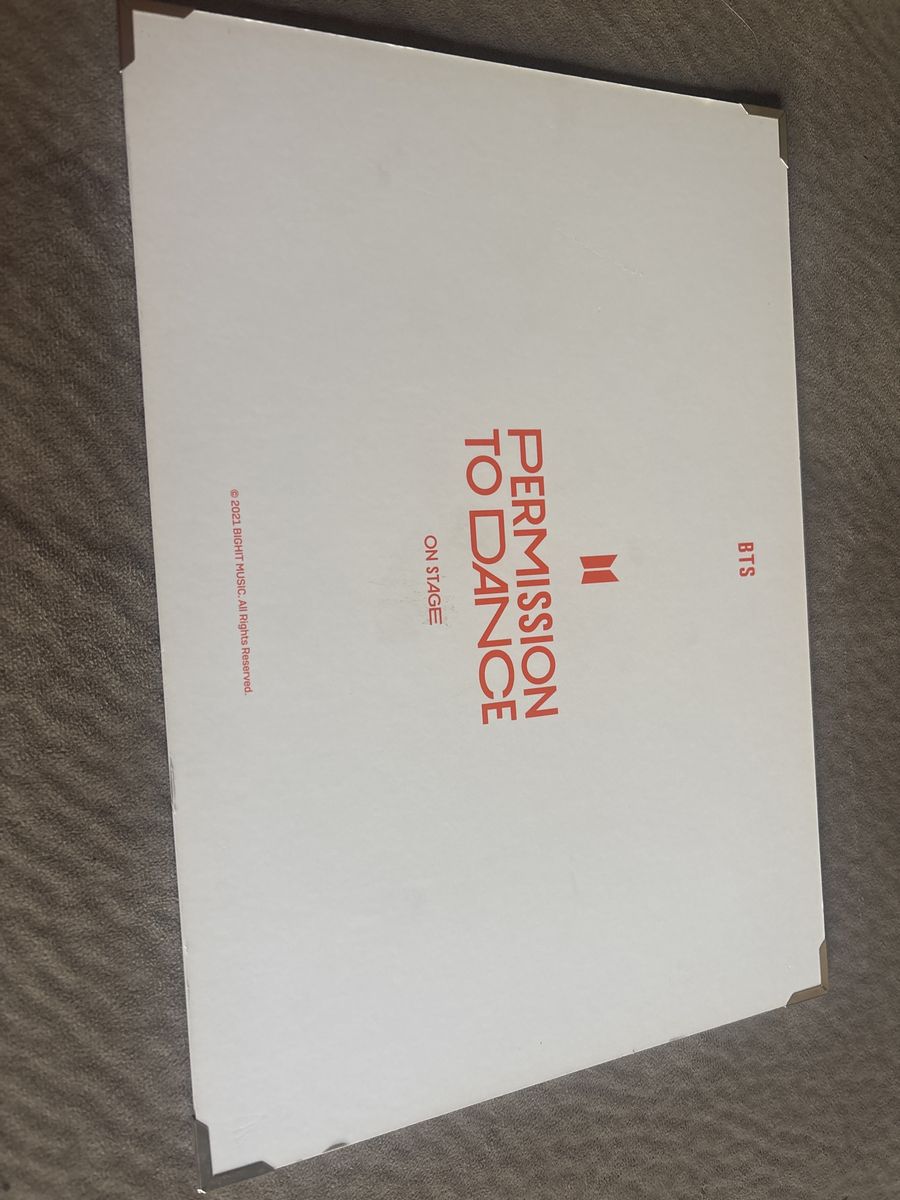 BTS
PERMISSION
TO DANCE
ON STAGE
© 2021 BIGHIT MUSIC. All Rights Reserved.